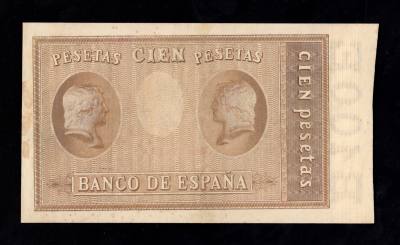 PESETAS CIEN PESETAS
CIEN pesetas
BANCO DE ESPAÑA